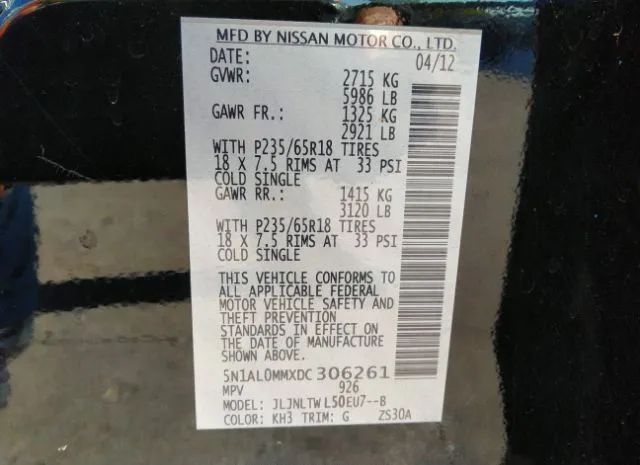 MFD BY NISSAN MOTOR CO., LTD.
DATE: 04/12
GVWR: 2715 KG
5986 LB
GAWR FR.: 1325 KG
2921 LB
WITH P235/65R18 TIRES
18 X 7.5 RIMS AT 33 PSI
COLD SINGLE
GAWR RR.: 1415 KG
3120 LB
WITH P235/65R18 TIRES
18 X 7.5 RIMS AT 33 PSI
COLD SINGLE
THIS VEHICLE CONFORMS TO
ALL APPLICABLE FEDERAL
MOTOR VEHICLE SAFETY AND
THEFT PREVENTION
STANDARDS IN EFFECT ON
THE DATE OF MANUFACTURE
SHOWN ABOVE.
5N1AL0MMXDC306261
MPV 926
MODEL: JLJNLTWL50EU7--B
COLOR: KH3 TRIM: G ZS30A